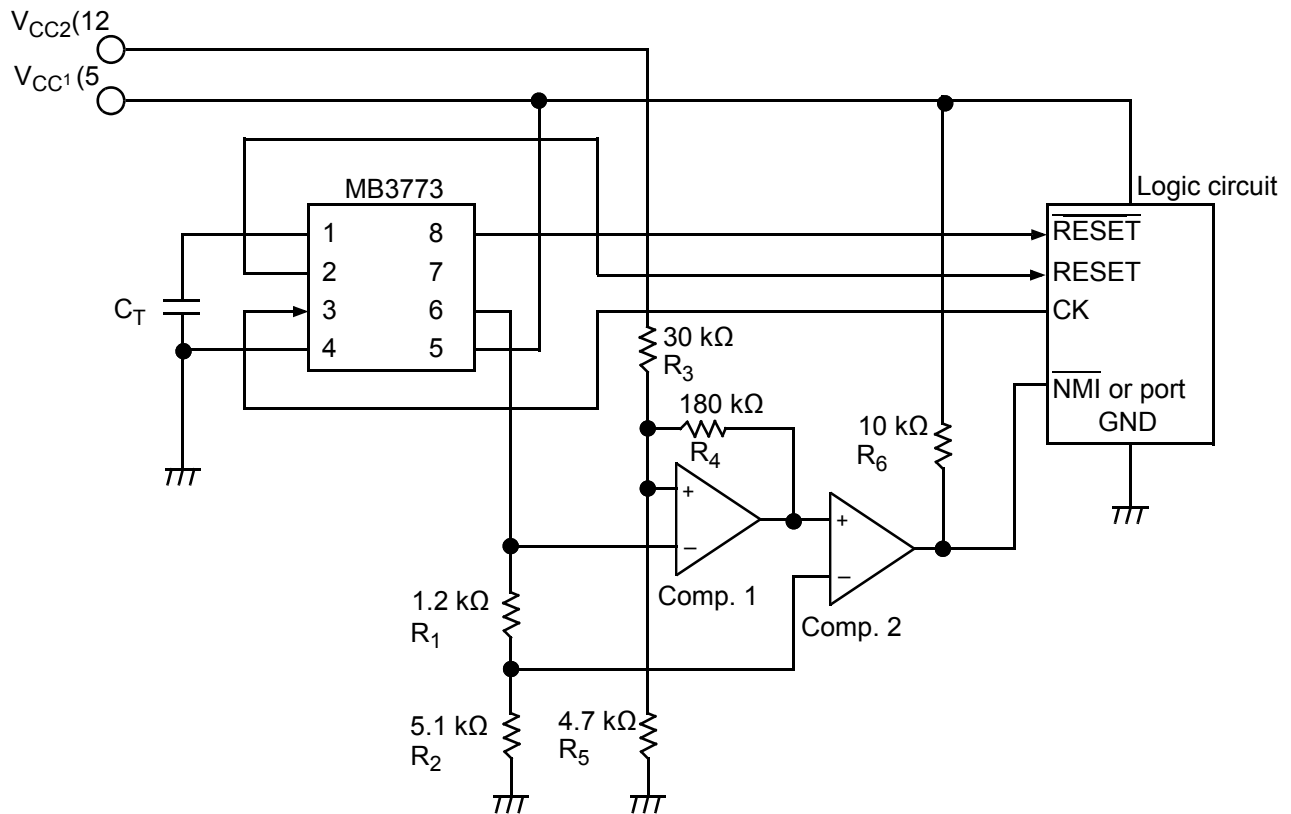 VCC2(12
VCC1 (5
MB3773
1 8
2 7
3 6
4 5
CT
Logic circuit
RESET
RESET
CK
NMI or port
GND
30 kΩ
R3
180 kΩ
R4
10 kΩ
R6
+
−
Comp. 1
+
−
Comp. 2
1.2 kΩ
R1
5.1 kΩ
R2
4.7 kΩ
R5